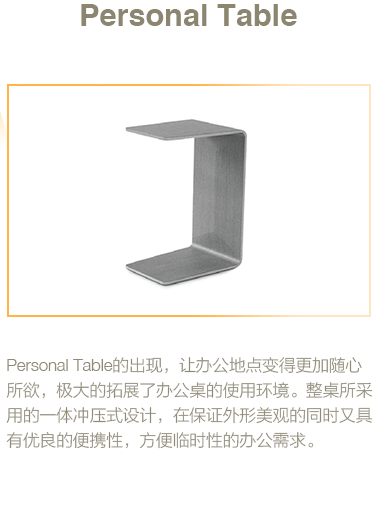 Personal Table
Personal Table的出现，让办公地点变得更加随心
所欲，极大的拓展了办公桌的使用环境。整桌所采
用的一体冲压式设计，在保证外形美观的同时又具
有优良的便携性，方便临时性的办公需求。